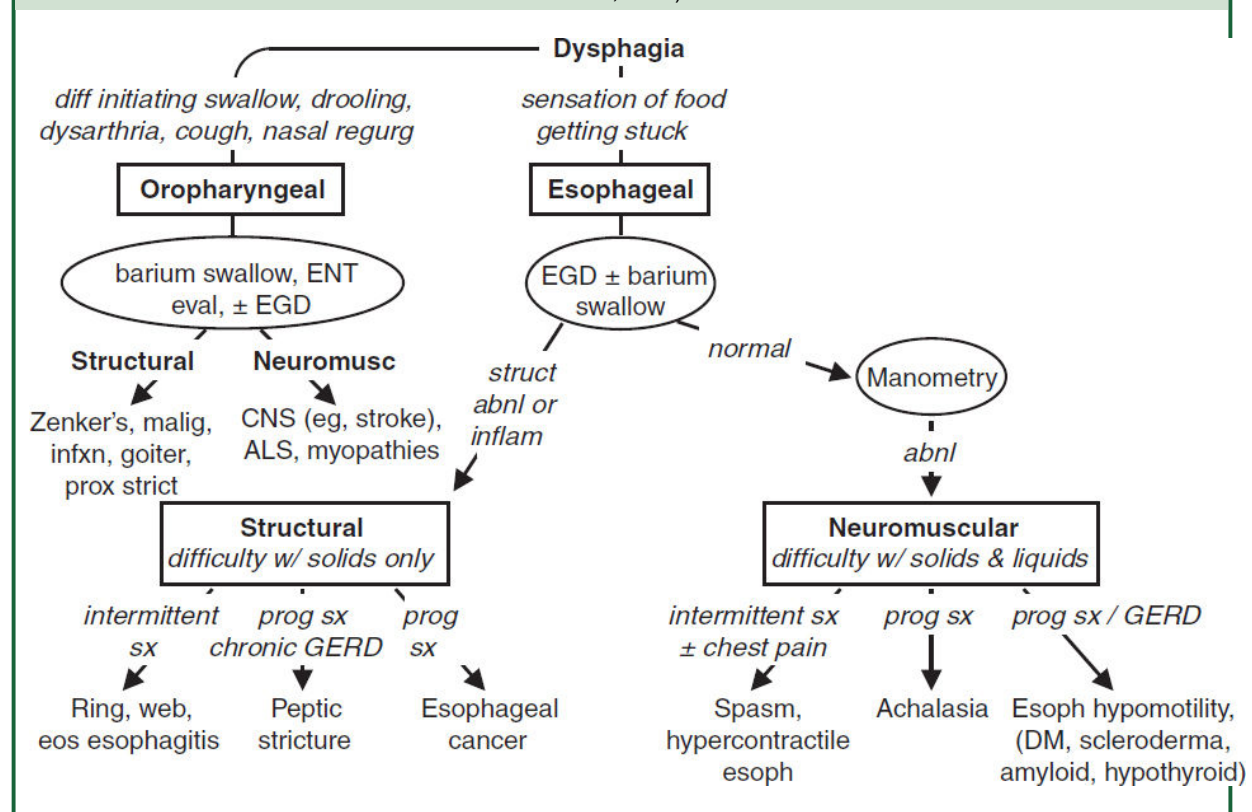 Dysphagia
diff initiating swallow, drooling,
dysarthria, cough, nasal regurg
Oropharyngeal
barium swallow, ENT
eval, ± EGD
Structural
Zenker's, malig,
infxn, goiter,
prox strict
Neuromusc
CNS (eg, stroke),
ALS, myopathies
sensation of food
getting stuck
Esophageal
EGD ± barium
swallow
struct
abnl or
inflam
Structural
difficulty w/ solids only
intermittent
sx
Ring, web,
eos esophagitis
prog sx
chronic GERD
Peptic
stricture
prog
sx
Esophageal
cancer
normal
Manometry
abnl
Neuromuscular
difficulty w/ solids & liquids
intermittent sx
± chest pain
Spasm,
hypercontractile
esoph
prog sx
Achalasia
prog sx / GERD
Esoph hypomotility,
(DM, scleroderma,
amyloid, hypothyroid)